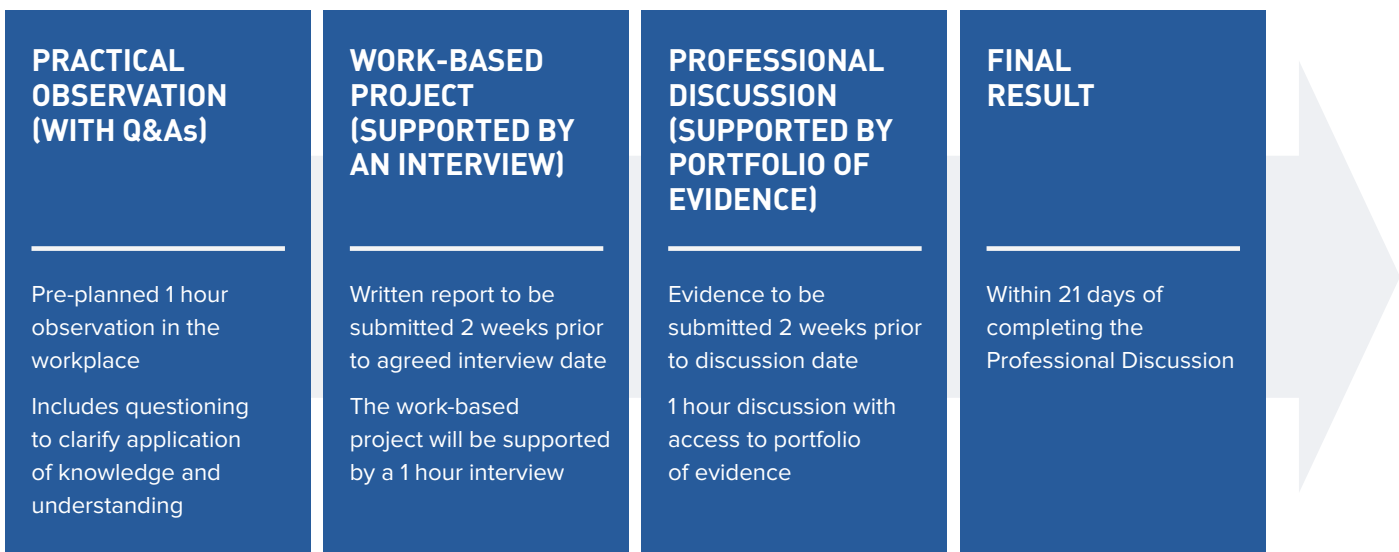 PRACTICAL
OBSERVATION
(WITH Q&As)
Pre-planned 1 hour
observation in the
workplace
Includes questioning
to clarify application
of knowledge and
understanding
WORK-BASED
PROJECT
(SUPPORTED BY
AN INTERVIEW)
Written report to be
submitted 2 weeks prior
to agreed interview date
The work-based
project will be supported
by a 1 hour interview
PROFESSIONAL
DISCUSSION
(SUPPORTED BY
PORTFOLIO OF
EVIDENCE)
Evidence to be
submitted 2 weeks prior
to discussion date
1 hour discussion with
access to portfolio
of evidence
FINAL
RESULT
Within 21 days of
completing the
Professional Discussion